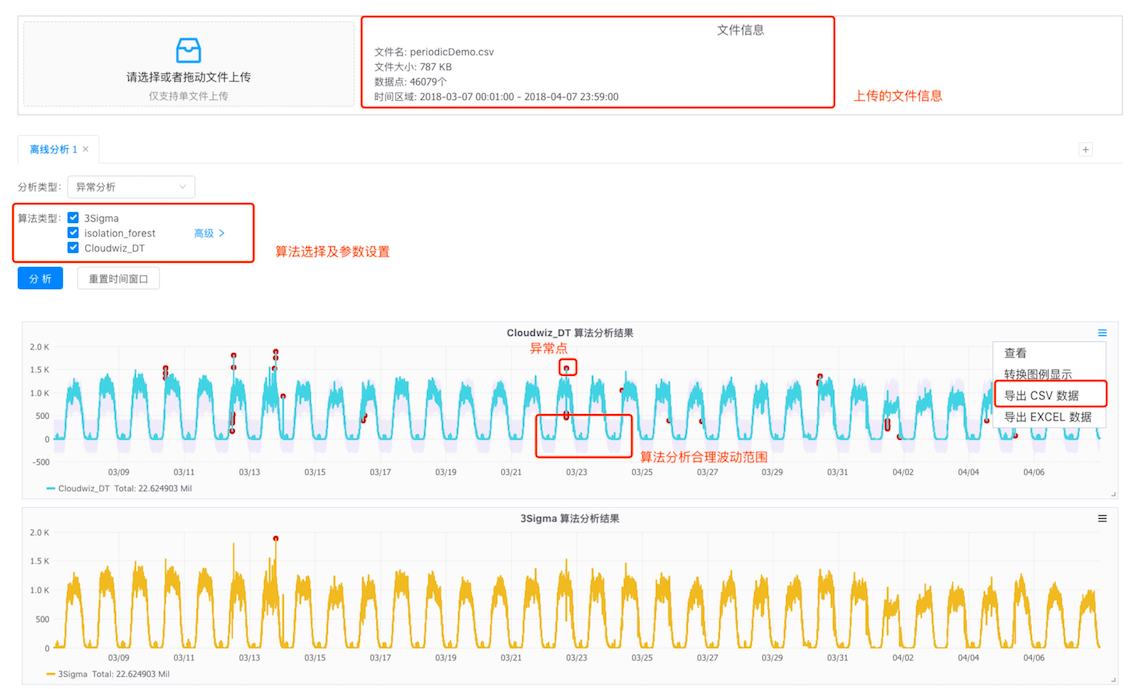 文件信息
请选择或者拖动文件上传
仅支持单文件上传
文件名: periodicDemo.csv
文件大小: 787 KB
数据点: 46079个
时间区域: 2018-03-07 00:01:00 - 2018-04-07 23:59:00
上传的文件信息
离线分析 1 ×
+
分析类型: 异常分析
算法类型: 3Sigma
isolation_forest
高级 >
Cloudwiz_DT
算法选择及参数设置
分 析
重置时间窗口
Cloudwiz_DT 算法分析结果
异常点
查看
转换图例显示
导出 CSV 数据
导出 EXCEL 数据
2.0 K
1.5 K
1.0 K
500
0
-500
算法分析合理波动范围
03/09 03/11 03/13 03/15 03/17 03/19 03/21 03/23 03/25 03/27 03/29 03/31 04/02 04/04 04/06
Cloudwiz_DT Total: 22.624903 Mil
3Sigma 算法分析结果
2.0 K
1.5 K
1.0 K
500
0
03/09 03/11 03/13 03/15 03/17 03/19 03/21 03/23 03/25 03/27 03/29 03/31 04/02 04/04 04/06
3Sigma Total: 22.624903 Mil